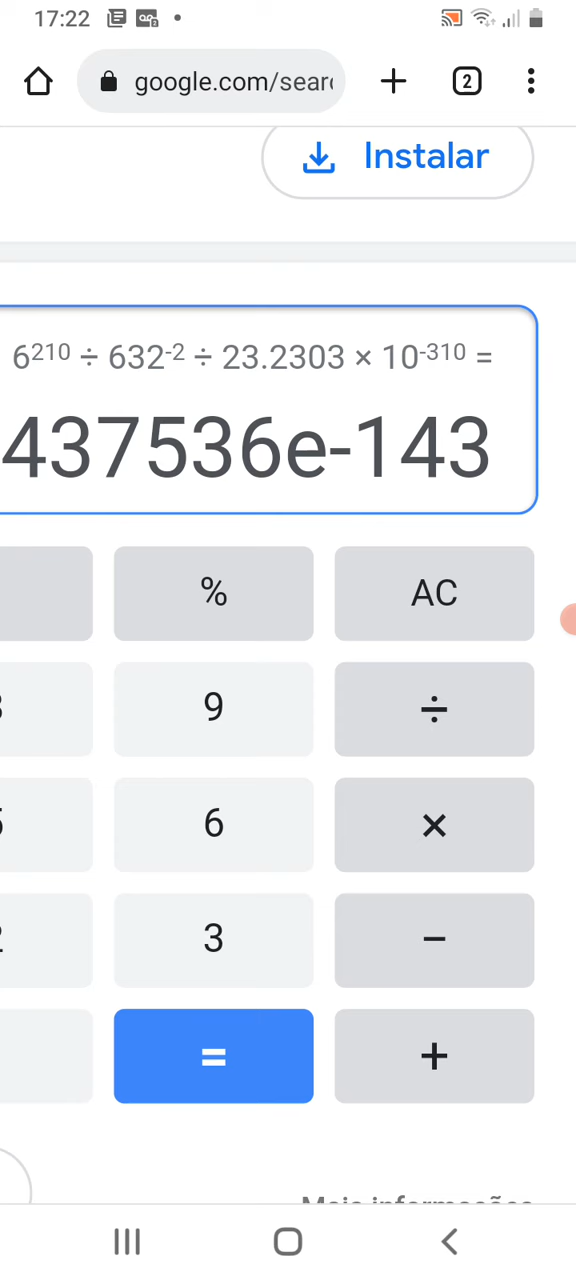 17:22
google.com/sear
2
Instalar
6²¹⁰ ÷ 632⁻² ÷ 23.2303 × 10⁻³¹⁰ =
437536e-143
% AC
9 ÷
6 ×
3 −
= +